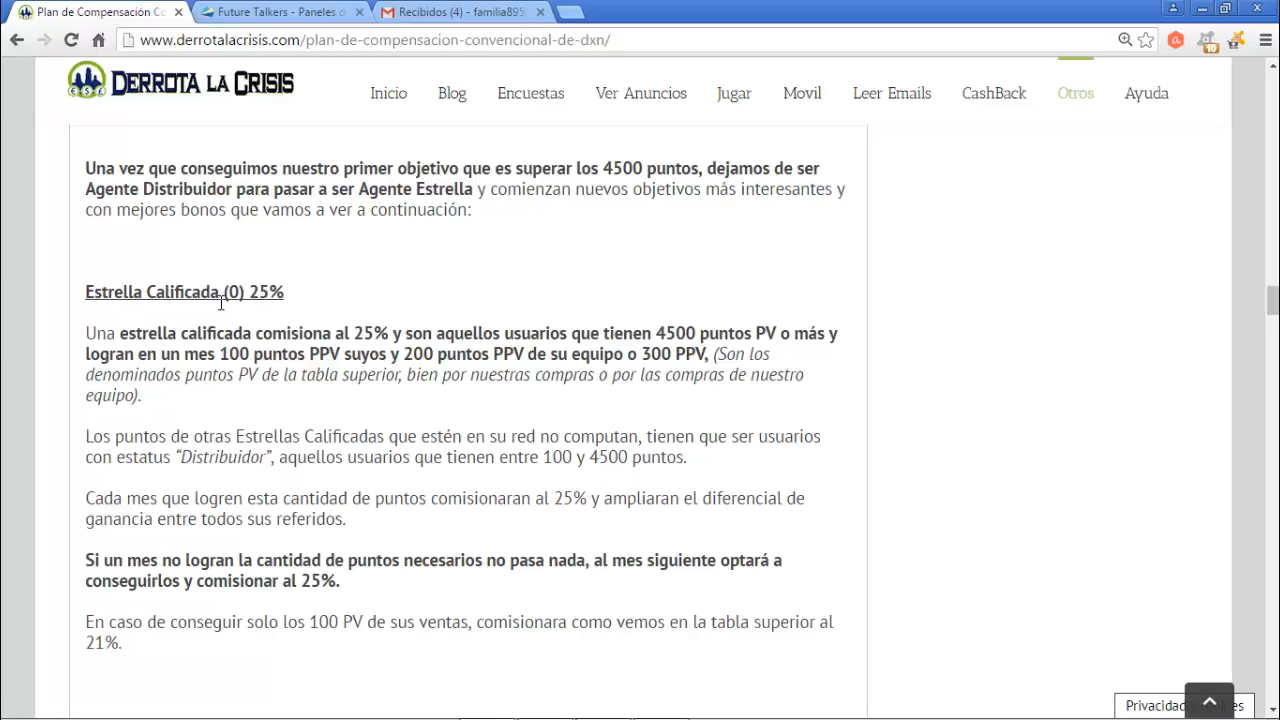 Plan de Compensación Co
Future Talkers - Paneles d
Recibidos (4) - familia895
www.derrotalacrisis.com/plan-de-compensacion-convencional-de-dxn/
10
DERROTA LA CRISIS
Inicio
Blog
Encuestas
Ver Anuncios
Jugar
Movil
Leer Emails
CashBack
Otros
Ayuda
Una vez que conseguimos nuestro primer objetivo que es superar los 4500 puntos, dejamos de ser
Agente Distribuidor para pasar a ser Agente Estrella y comienzan nuevos objetivos más interesantes y
con mejores bonos que vamos a ver a continuación:
Estrella Calificada (0) 25%
Una estrella calificada comisiona al 25% y son aquellos usuarios que tienen 4500 puntos PV o más y
logran en un mes 100 puntos PPV suyos y 200 puntos PPV de su equipo o 300 PPV, (Son los
denominados puntos PV de la tabla superior, bien por nuestras compras o por las compras de nuestro
equipo).
Los puntos de otras Estrellas Calificadas que estén en su red no computan, tienen que ser usuarios
con estatus “Distribuidor”, aquellos usuarios que tienen entre 100 y 4500 puntos.
Cada mes que logren esta cantidad de puntos comisionaran al 25% y ampliaran el diferencial de
ganancia entre todos sus referidos.
Si un mes no logran la cantidad de puntos necesarios no pasa nada, al mes siguiente optará a
conseguirlos y comisionar al 25%.
En caso de conseguir solo los 100 PV de sus ventas, comisionara como vemos en la tabla superior al
21%.